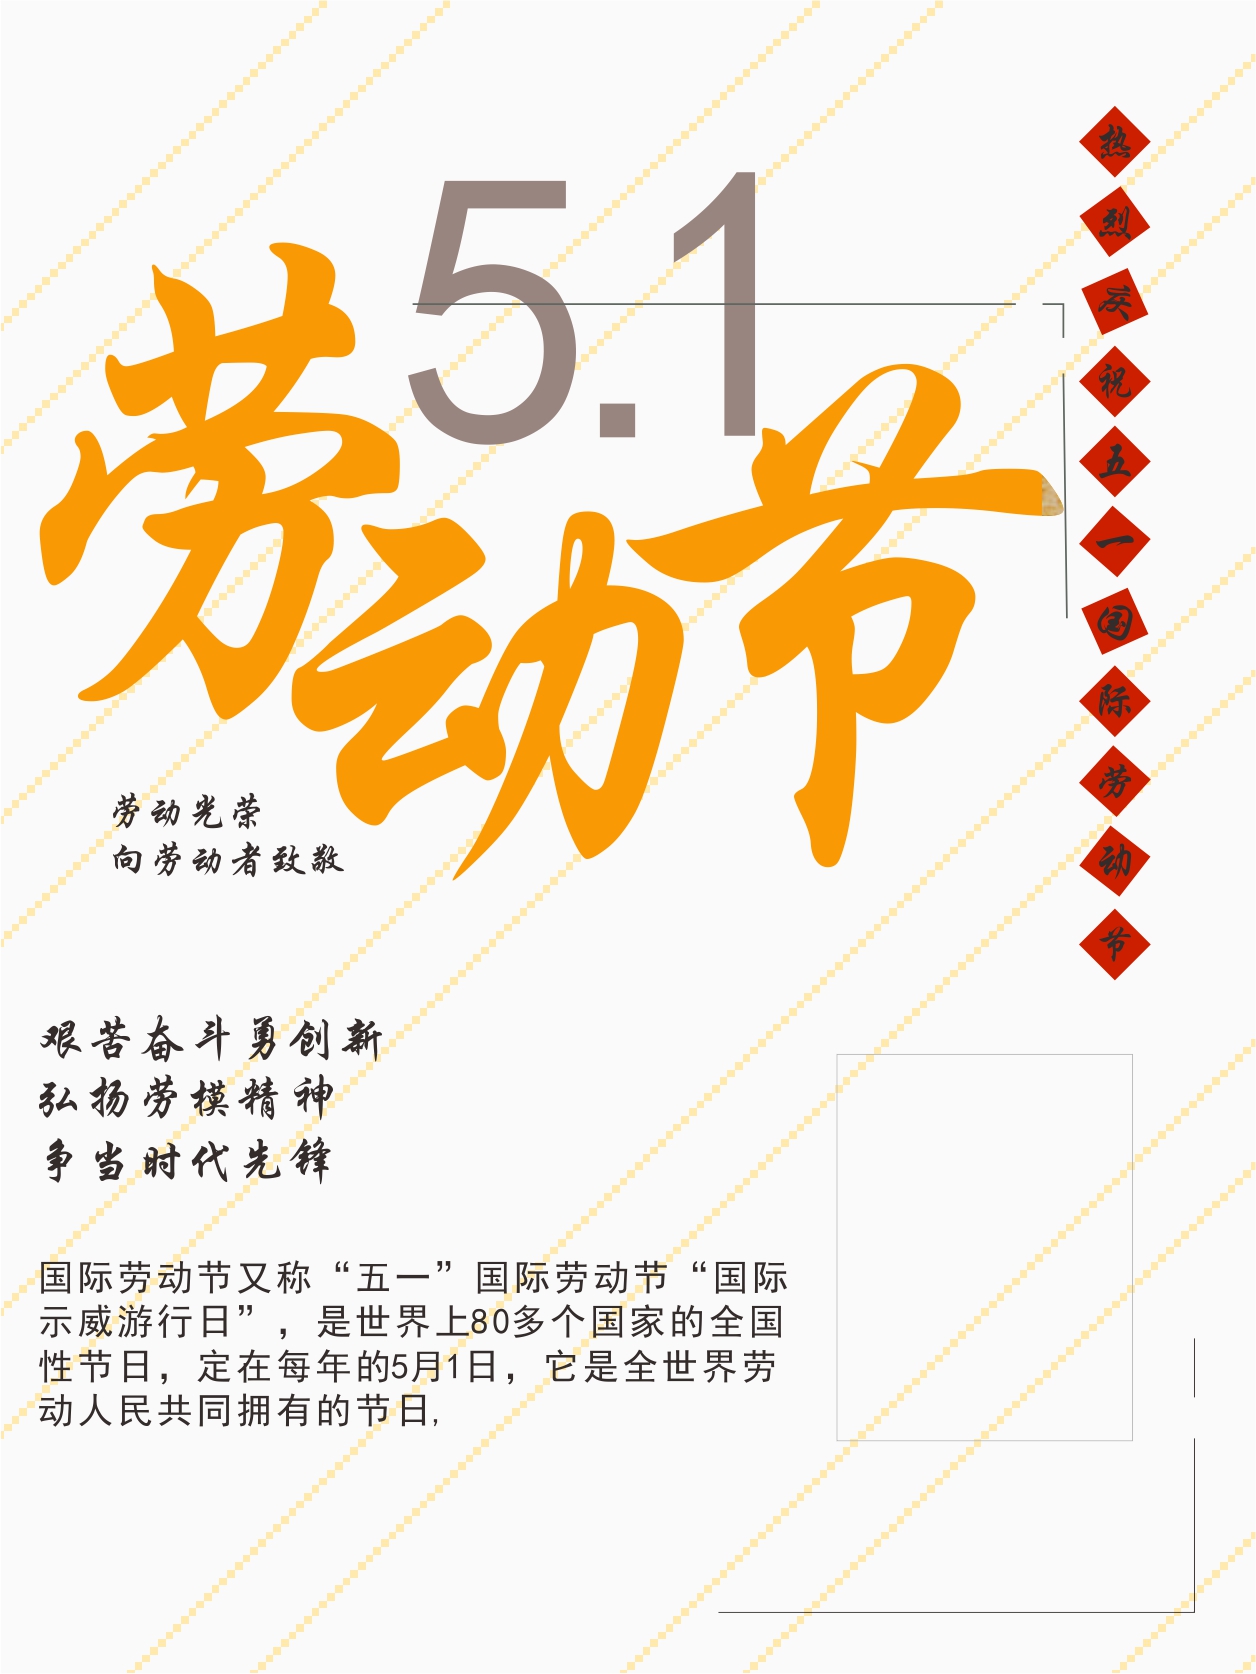 5.1
劳动节
热烈庆祝五一国际劳动节
劳动光荣
向劳动者致敬
艰苦奋斗勇创新
弘扬劳模精神
争当时代先锋
国际劳动节又称“五一”国际劳动节“国际
示威游行日”，是世界上80多个国家的全国
性节日，定在每年的5月1日，它是全世界劳
动人民共同拥有的节日,